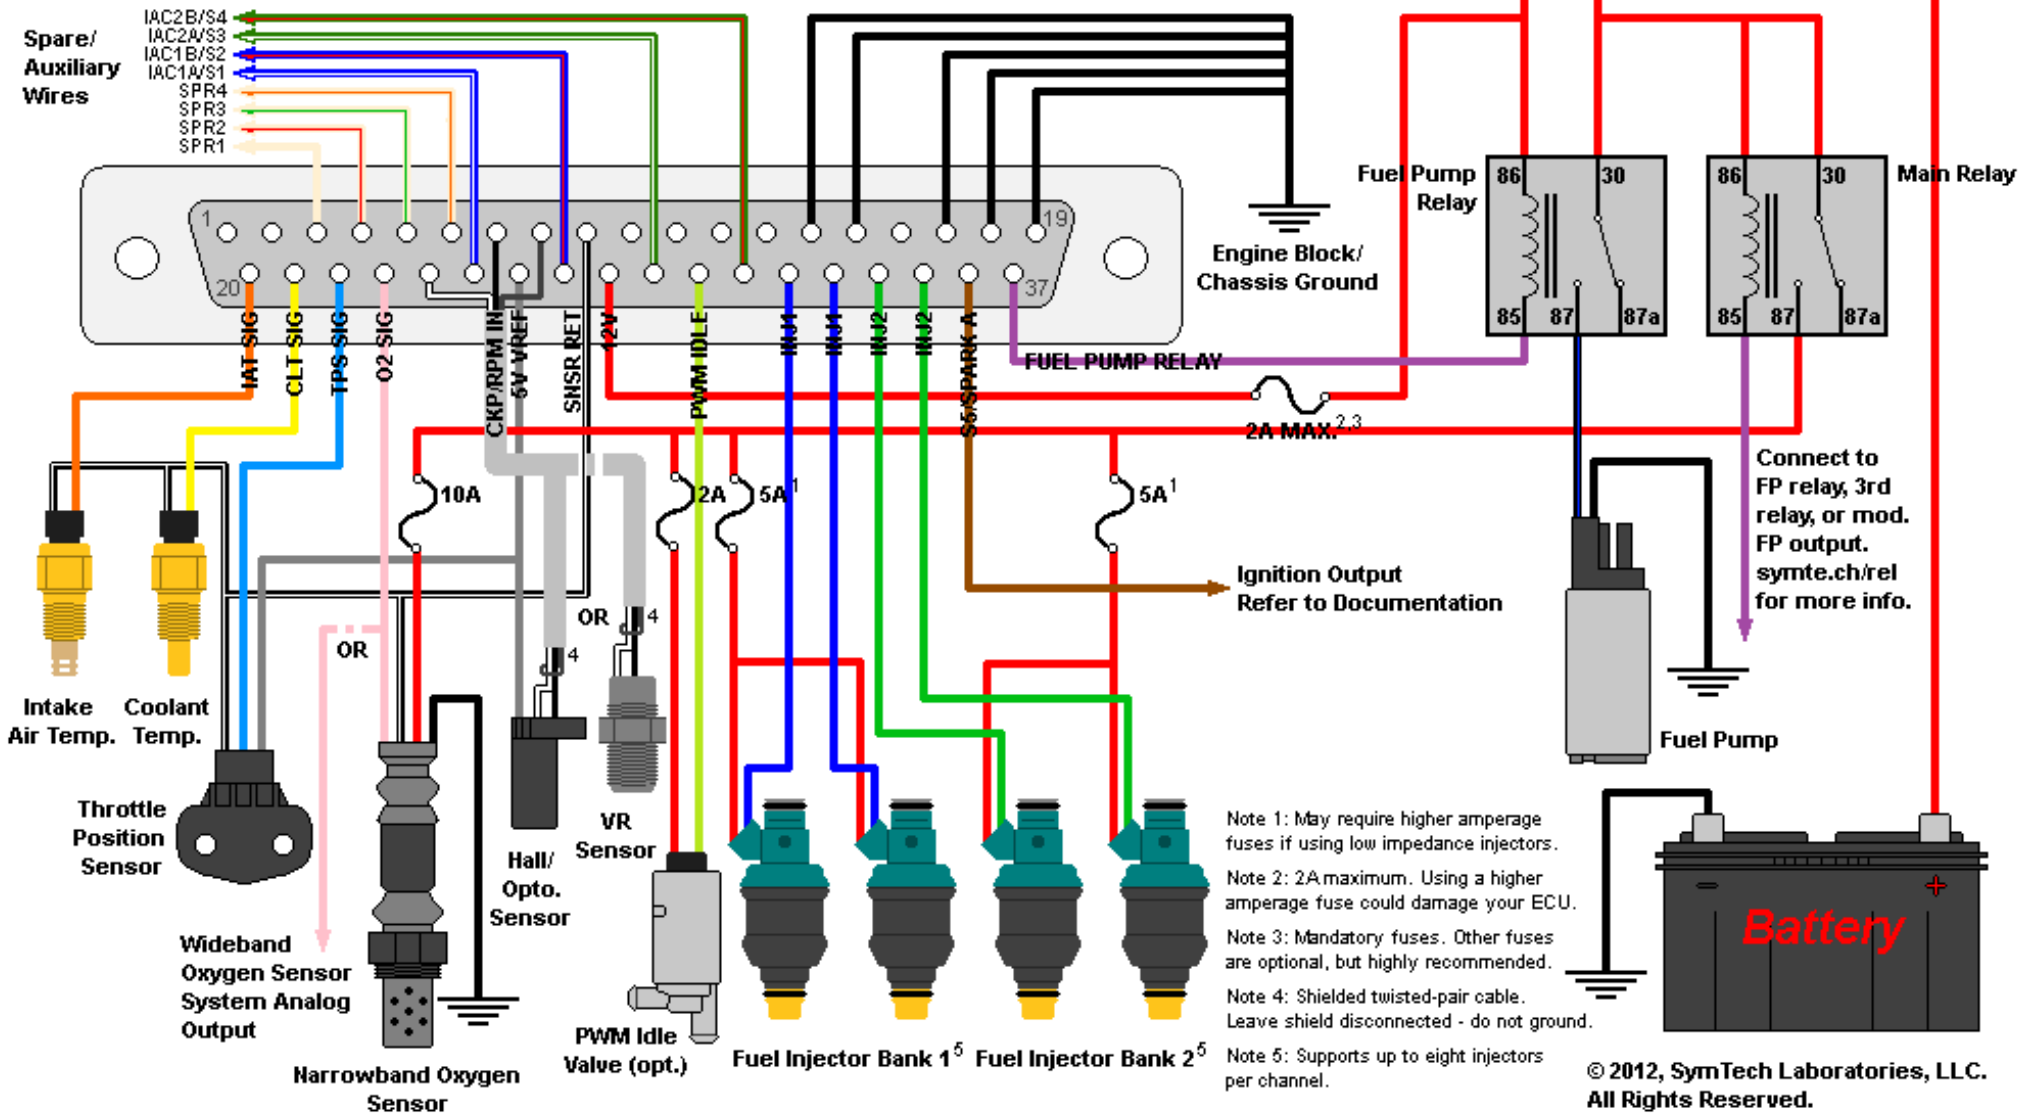 IAC2B/S4
IAC2A/S3
IAC1B/S2
IAC1A/S1
SPR4
SPR3
SPR2
SPR1
Spare/
Auxiliary
Wires
1
19
20
37
Engine Block/
Chassis Ground
Fuel Pump
Relay
86
30
85
87
87a
Main Relay
86
30
85
87
87a
IAT SIG
CLT SIG
TPS SIG
O2 SIG
CKP/RPM IN
5V VREF
SNSR RET
12V
PWM IDLE
INJ1
INJ1
INJ2
INJ2
S5/SPARK A
FUEL PUMP RELAY
2A MAX.2,3
10A
2A
5A1
5A1
Connect to
FP relay, 3rd
relay, or mod.
FP output.
symte.ch/rel
for more info.
Ignition Output
Refer to Documentation
OR
OR
4
4
Intake
Air Temp.
Coolant
Temp.
Throttle
Position
Sensor
Wideband
Oxygen Sensor
System Analog
Output
Narrowband Oxygen
Sensor
Hall/
Opto.
Sensor
VR
Sensor
PWM Idle
Valve (opt.)
Fuel Injector Bank 15
Fuel Injector Bank 25
Fuel Pump
Note 1: May require higher amperage
fuses if using low impedance injectors.
Note 2: 2A maximum. Using a higher
amperage fuse could damage your ECU.
Note 3: Mandatory fuses. Other fuses
are optional, but highly recommended.
Note 4: Shielded twisted-pair cable.
Leave shield disconnected - do not ground.
Note 5: Supports up to eight injectors
per channel.
− +
Battery
© 2012, SymTech Laboratories, LLC.
All Rights Reserved.